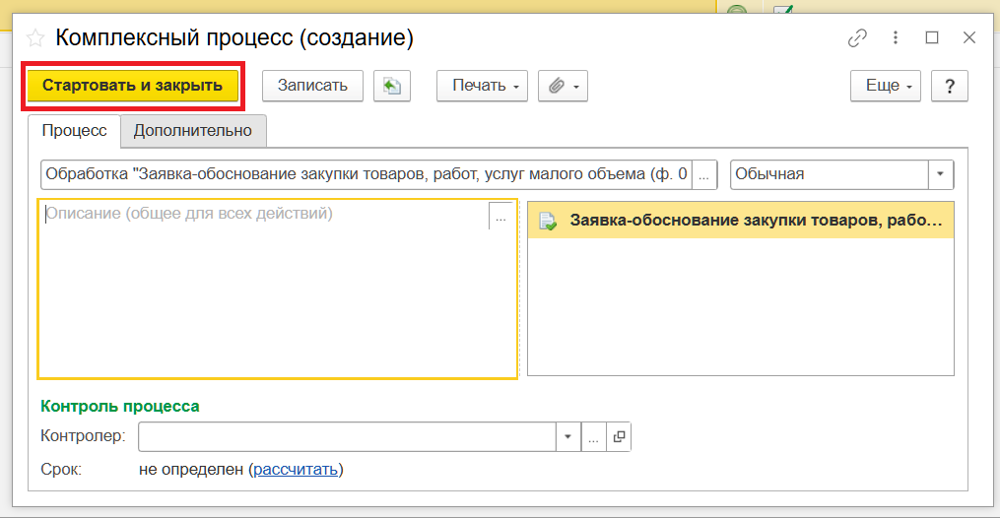 Комплексный процесс (создание)
Стартовать и закрыть Записать Печать Еще ?
Процесс Дополнительно
Обработка "Заявка-обоснование закупки товаров, работ, услуг малого объема (ф. 0 ... Обычная
Описание (общее для всех действий) ...
Заявка-обоснование закупки товаров, рабо...
Контроль процесса
Контролер: ...
Срок: не определен (рассчитать)